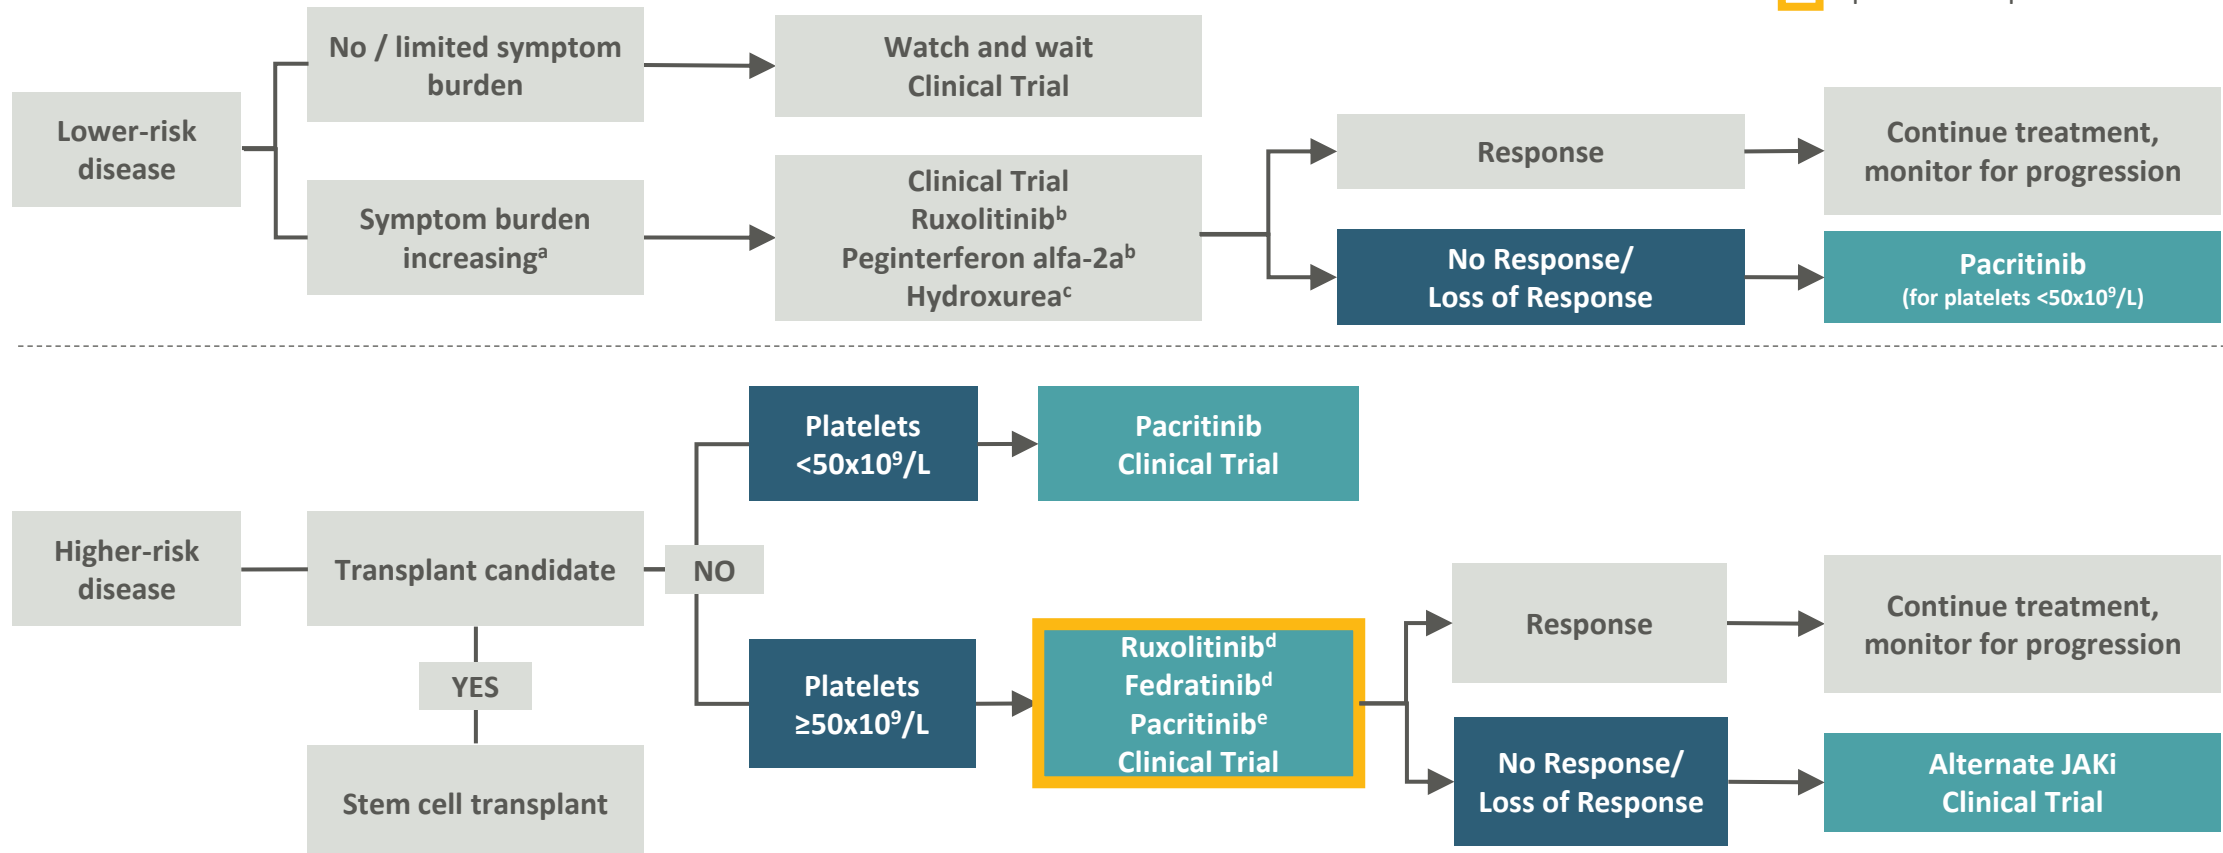 No / limited symptom
burden
Watch and wait
Clinical Trial
Lower-risk
disease
Symptom burden
increasingᵃ
Clinical Trial
Ruxolitinibᵇ
Peginterferon alfa-2aᵇ
Hydroxureaᶜ
Response
Continue treatment,
monitor for progression
No Response/
Loss of Response
Pacritinib
(for platelets <50x10⁹/L)
Higher-risk
disease
Transplant candidate
NO
YES
Stem cell transplant
Platelets
<50x10⁹/L
Pacritinib
Clinical Trial
Platelets
≥50x10⁹/L
Ruxolitinibᵈ
Fedratinibᵈ
Pacritinibᵉ
Clinical Trial
Response
Continue treatment,
monitor for progression
No Response/
Loss of Response
Alternate JAKi
Clinical Trial